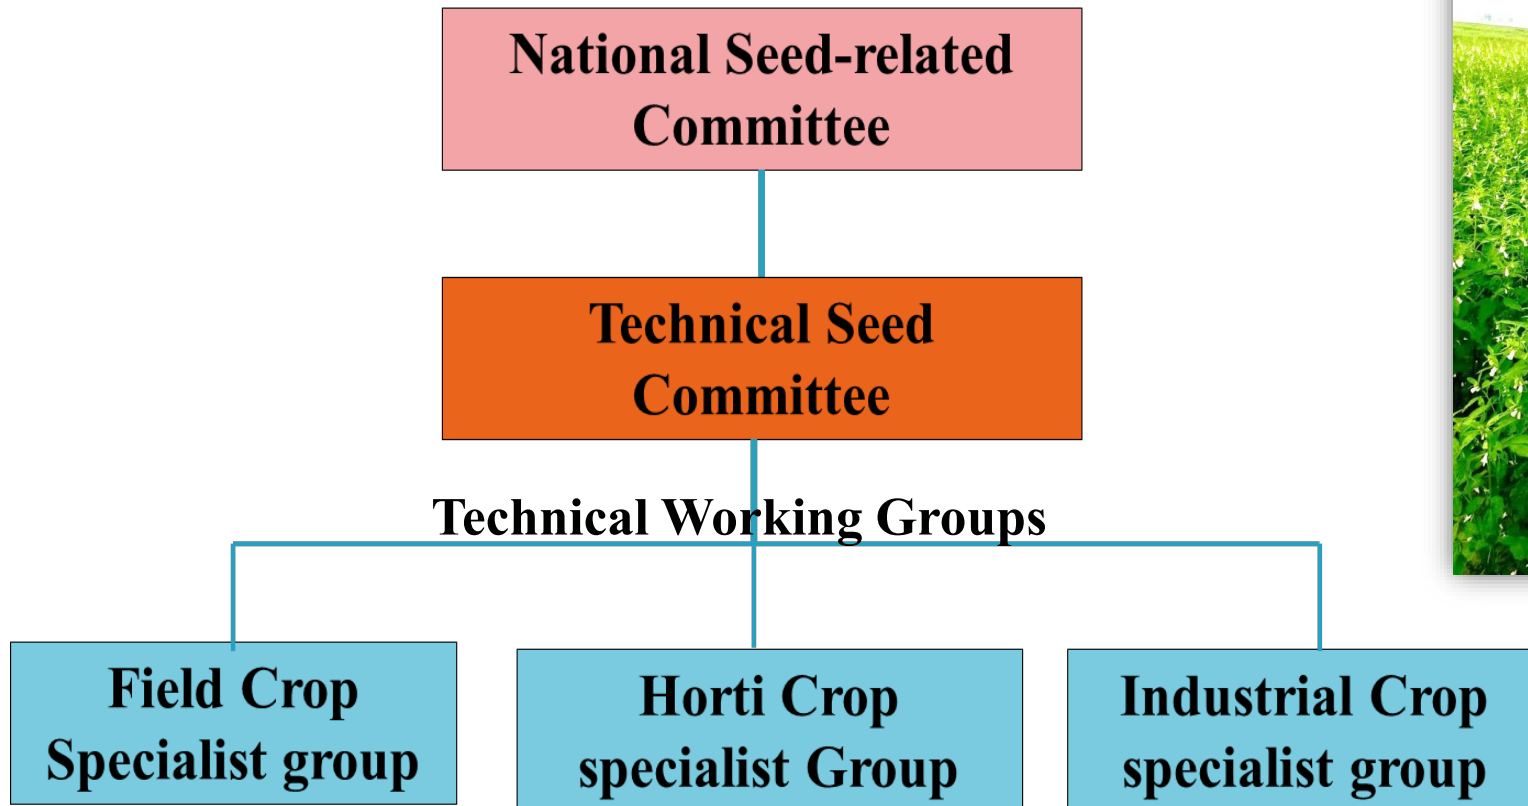 National Seed-related
Committee
Technical Seed
Committee
Technical Working Groups
Field Crop
Specialist group
Horti Crop
specialist Group
Industrial Crop
specialist group